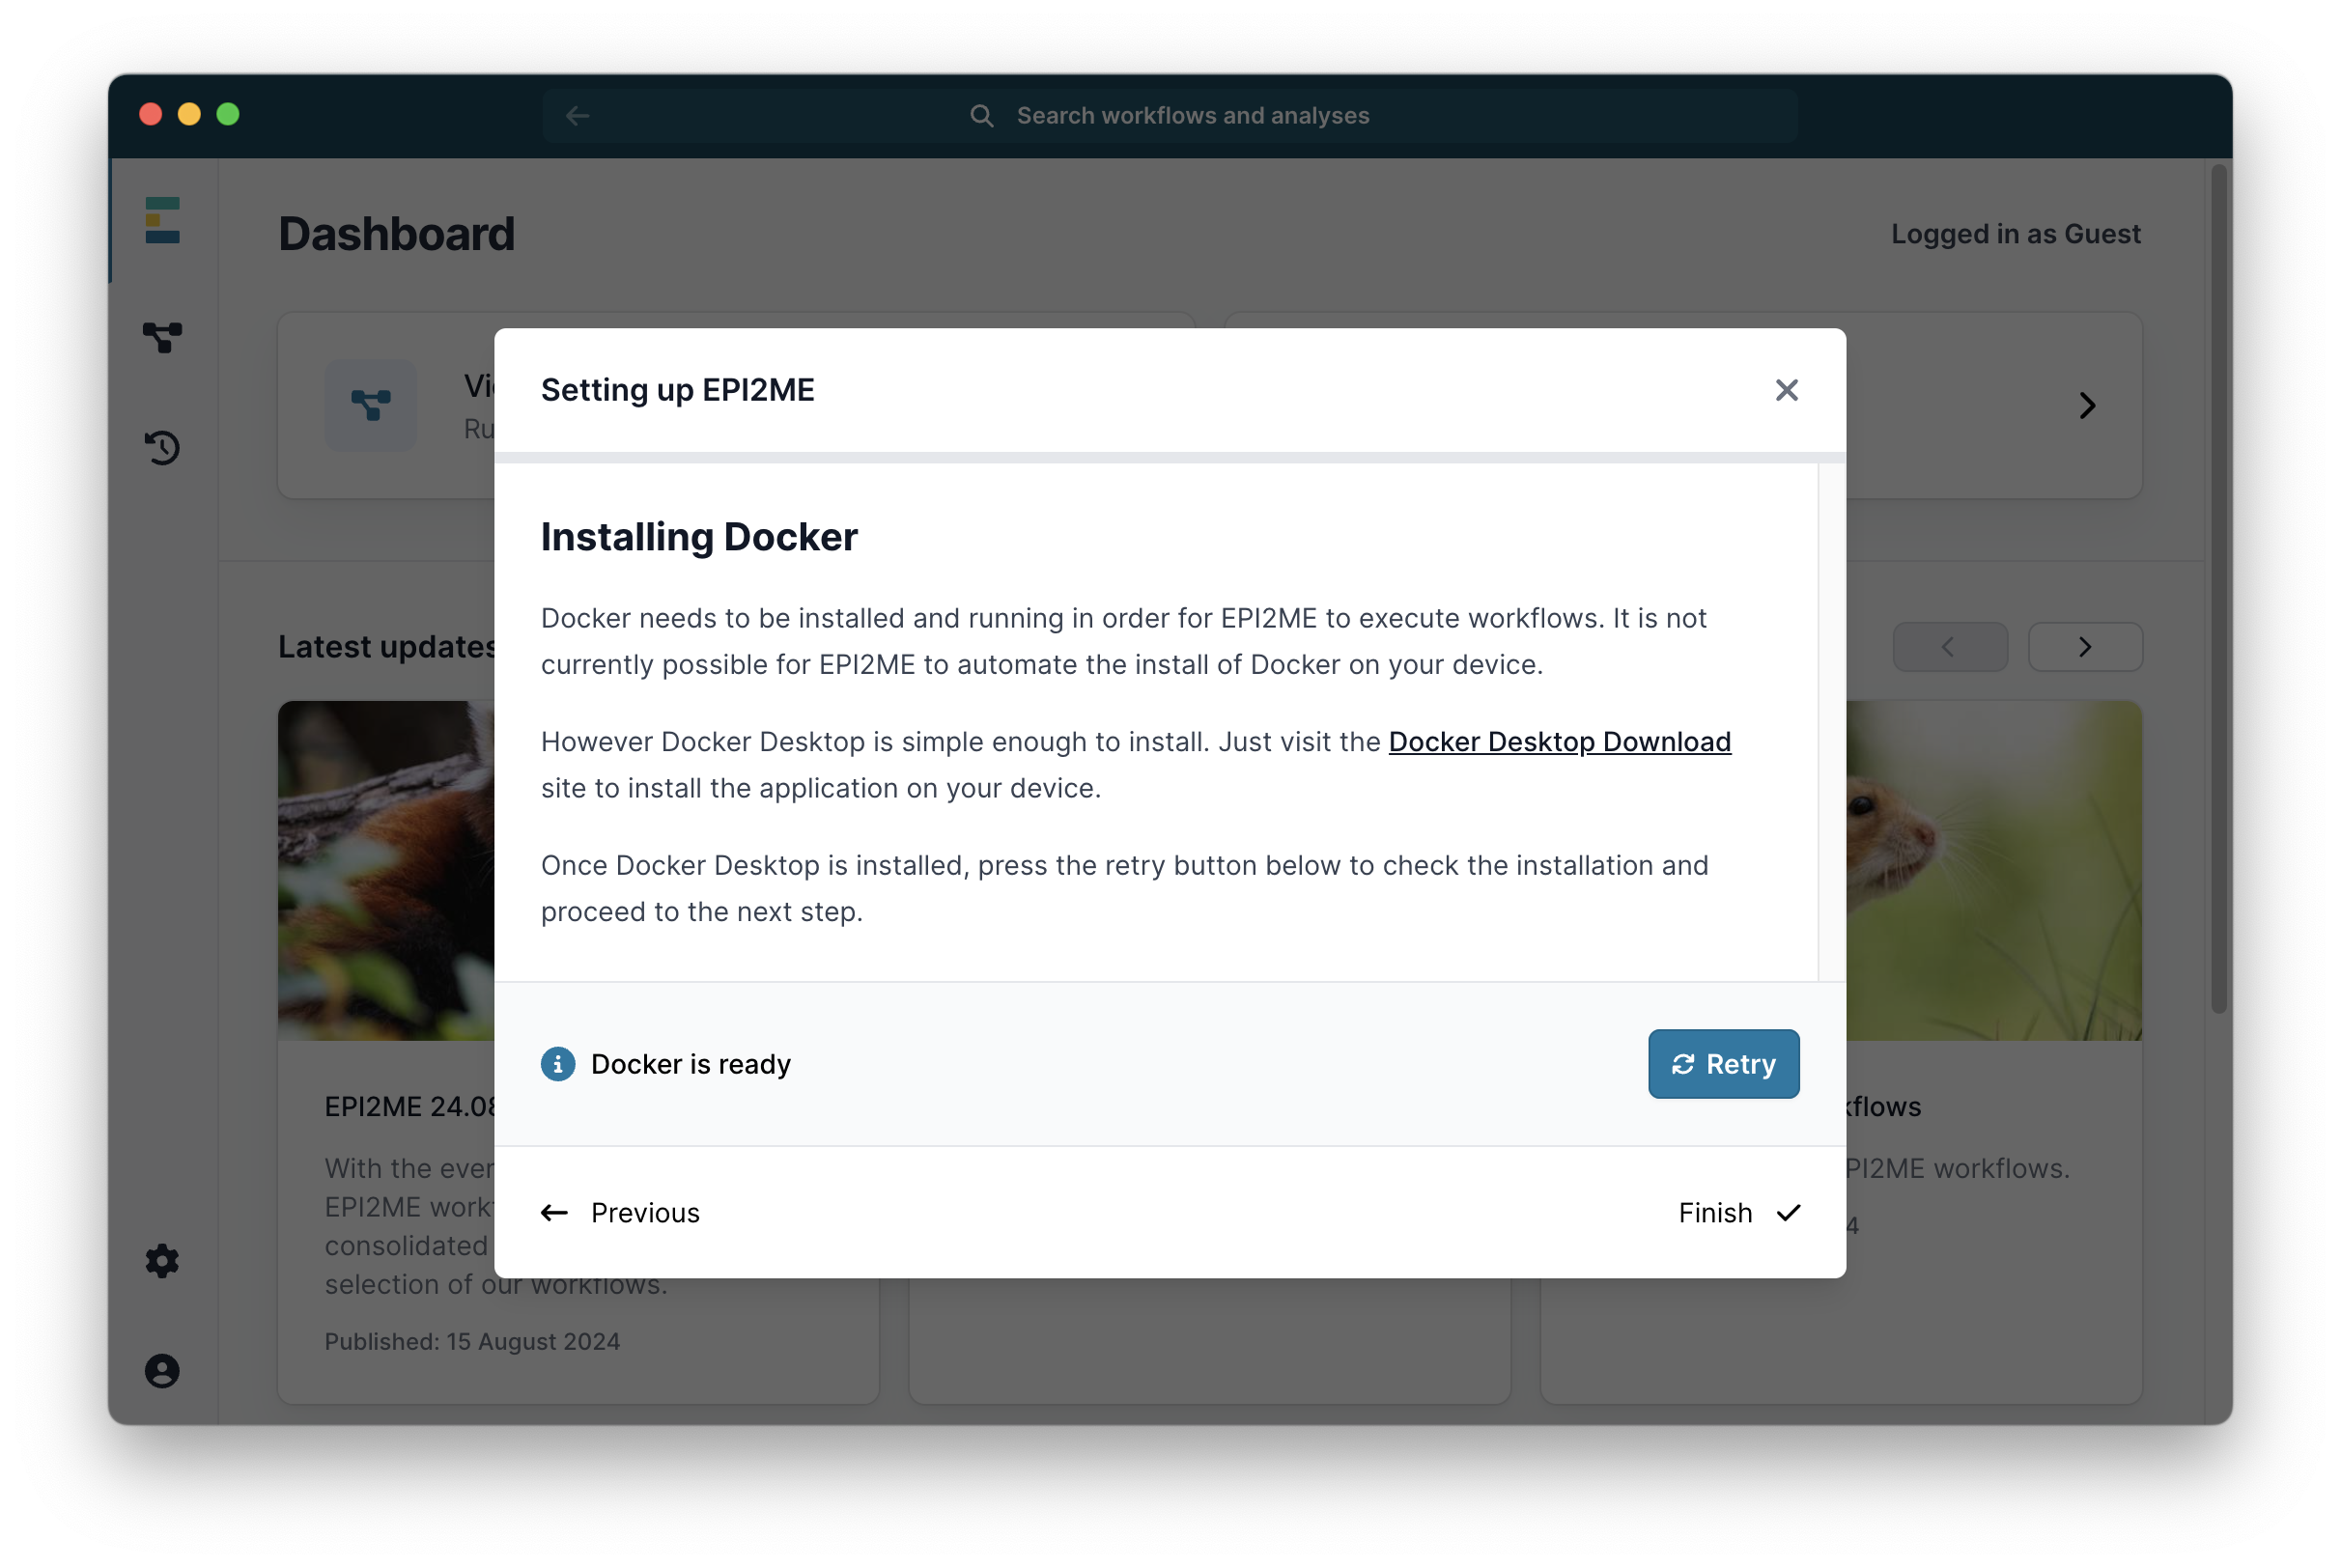 Search workflows and analyses
Dashboard
Logged in as Guest
Setting up EPI2ME
Installing Docker
Docker needs to be installed and running in order for EPI2ME to execute workflows. It is not
currently possible for EPI2ME to automate the install of Docker on your device.
However Docker Desktop is simple enough to install. Just visit the Docker Desktop Download
site to install the application on your device.
Once Docker Desktop is installed, press the retry button below to check the installation and
proceed to the next step.
Docker is ready
Retry
Previous
Finish
Latest updates
EPI2ME 24.08
With the ever
EPI2ME work
consolidated
selection of our workflows.
Published: 15 August 2024
kflows
PI2ME workflows.
4